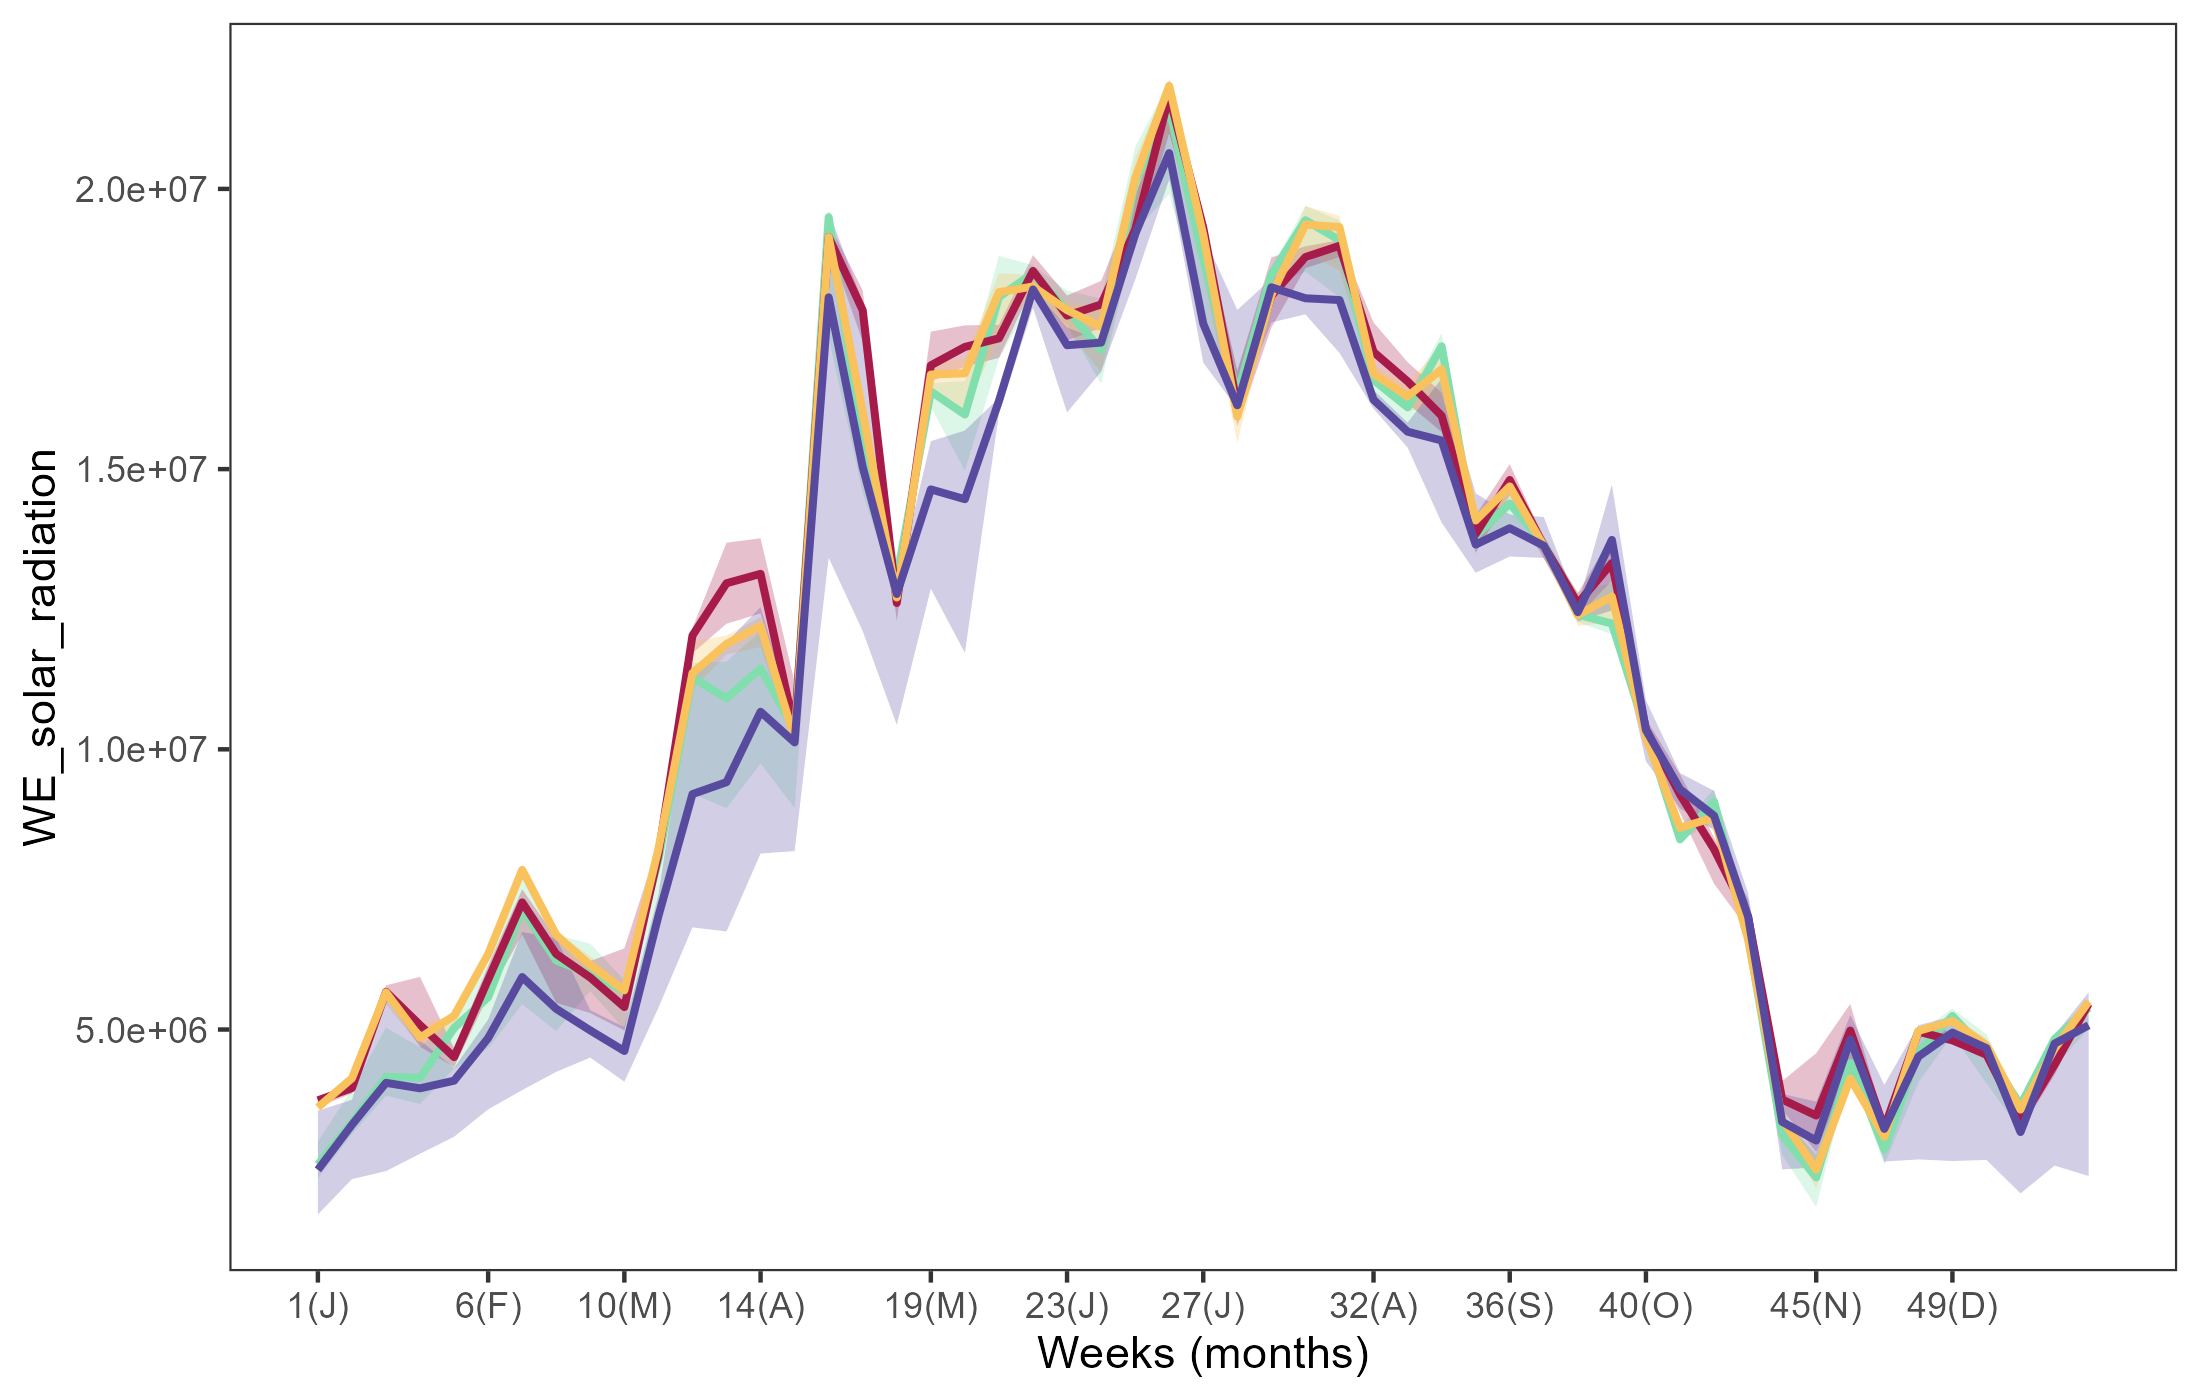 WE_solar_radiation
2.0e+07
1.5e+07
1.0e+07
5.0e+06
1(J) 6(F) 10(M) 14(A) 19(M) 23(J) 27(J) 32(A) 36(S) 40(O) 45(N) 49(D)
Weeks (months)